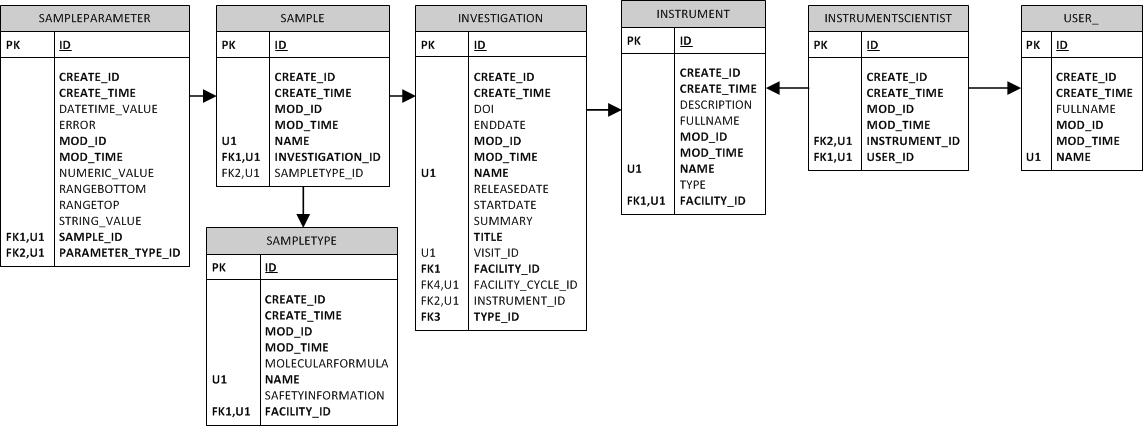 SAMPLEPARAMETER
PK ID
CREATE_ID
CREATE_TIME
DATETIME_VALUE
ERROR
MOD_ID
MOD_TIME
NUMERIC_VALUE
RANGEBOTTOM
RANGETOP
STRING_VALUE
FK1,U1 SAMPLE_ID
FK2,U1 PARAMETER_TYPE_ID
SAMPLE
PK ID
CREATE_ID
CREATE_TIME
MOD_ID
MOD_TIME
U1 NAME
FK1,U1 INVESTIGATION_ID
FK2,U1 SAMPLETYPE_ID
SAMPLETYPE
PK ID
CREATE_ID
CREATE_TIME
MOD_ID
MOD_TIME
MOLECULARFORMULA
U1 NAME
SAFETYINFORMATION
FK1,U1 FACILITY_ID
INVESTIGATION
PK ID
CREATE_ID
CREATE_TIME
DOI
ENDDATE
MOD_ID
MOD_TIME
U1 NAME
RELEASEDATE
STARTDATE
SUMMARY
TITLE
U1 VISIT_ID
FK1 FACILITY_ID
FK4,U1 FACILITY_CYCLE_ID
FK2,U1 INSTRUMENT_ID
FK3 TYPE_ID
INSTRUMENT
PK ID
CREATE_ID
CREATE_TIME
DESCRIPTION
FULLNAME
MOD_ID
MOD_TIME
U1 NAME
TYPE
FK1,U1 FACILITY_ID
INSTRUMENTSCIENTIST
PK ID
CREATE_ID
CREATE_TIME
MOD_ID
MOD_TIME
FK2,U1 INSTRUMENT_ID
FK1,U1 USER_ID
USER_
PK ID
CREATE_ID
CREATE_TIME
FULLNAME
MOD_ID
MOD_TIME
U1 NAME